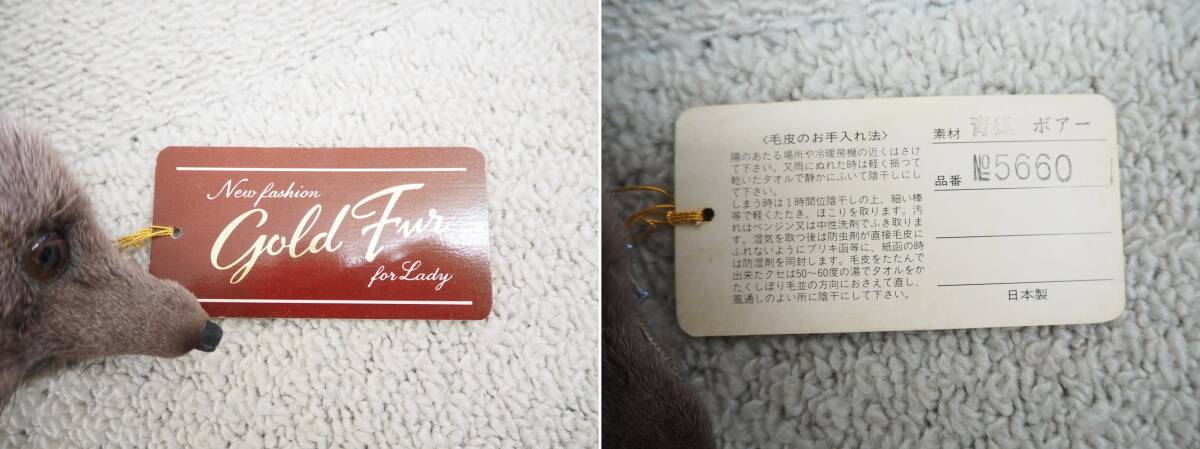 New fashion
Gold Fur
for Lady
<毛皮のお手入れ法>
陽のあたる場所や冷暖房機の近くはさけ
て下さい。又雨にぬれた時は軽く振つて
乾いたタオルで静かにふいて陰干しにし
て下さい。
しまう時は1時間位陰干しの上、細い棒
等で軽くたたき、ほこりを取ります。汚
れはベンジン又は中性洗剤でふき取りま
す。湿気を取つ後は防虫剤が直接毛皮に
ふれないようにブリキ函等に、紙函の時
は防湿剤を同封します。毛皮をたたんで
出来たクセは50〜60度の湯でタオルをか
たくしぼり毛並の方向におさえて直し、
風通しのよい所に陰干にして下さい。
素材 青狐 ボアー
品番 №5660
日本製